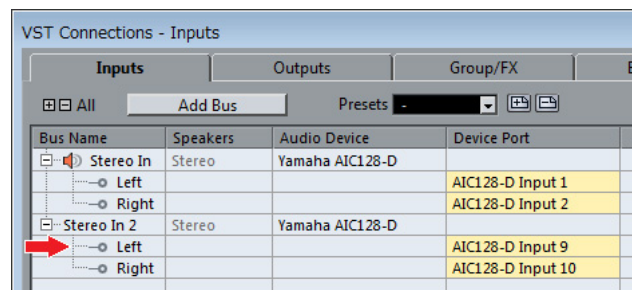 VST Connections - Inputs
Inputs Outputs Group/FX E
All Add Bus Presets -
Bus Name Speakers Audio Device Device Port
Stereo In Stereo Yamaha AIC128-D
Left AIC128-D Input 1
Right AIC128-D Input 2
Stereo In 2 Stereo Yamaha AIC128-D
Left AIC128-D Input 9
Right AIC128-D Input 10